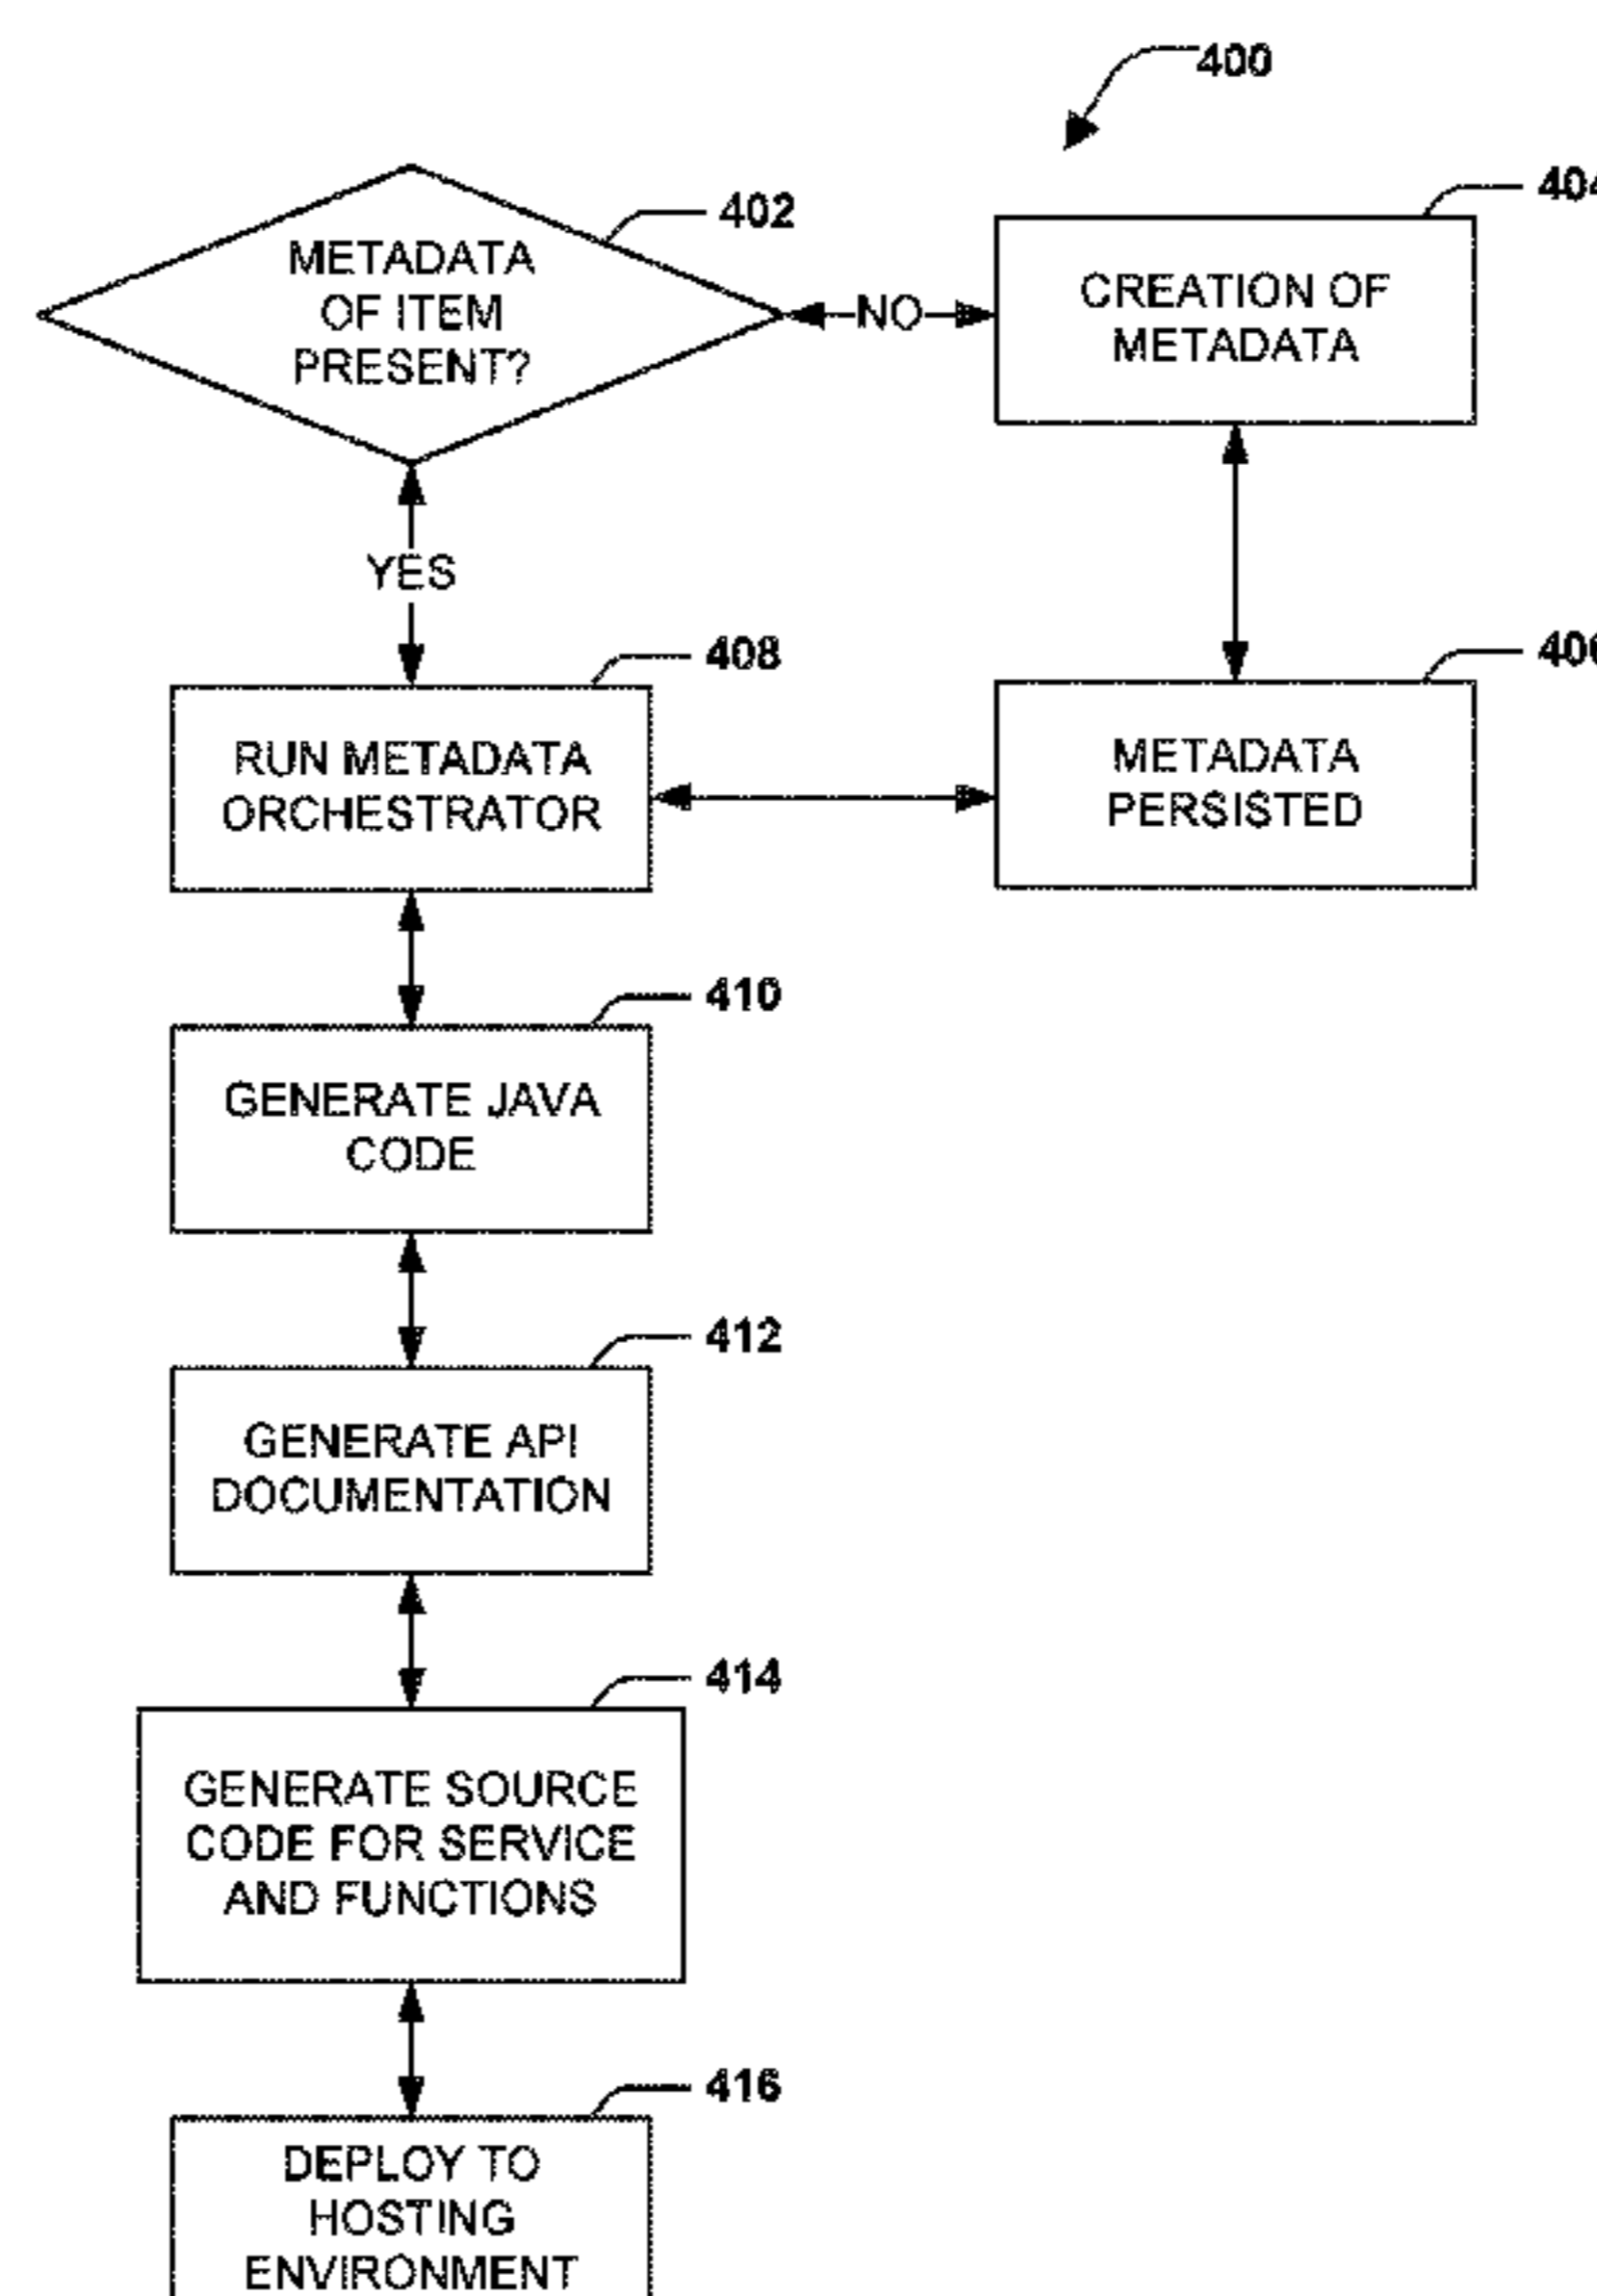 400
402
METADATA
OF ITEM
PRESENT?
NO
404
CREATION OF
METADATA
YES
408
RUN METADATA
ORCHESTRATOR
METADATA
PERSISTED
410
GENERATE JAVA
CODE
412
GENERATE API
DOCUMENTATION
414
GENERATE SOURCE
CODE FOR SERVICE
AND FUNCTIONS
416
DEPLOY TO
HOSTING
ENVIRONMENT